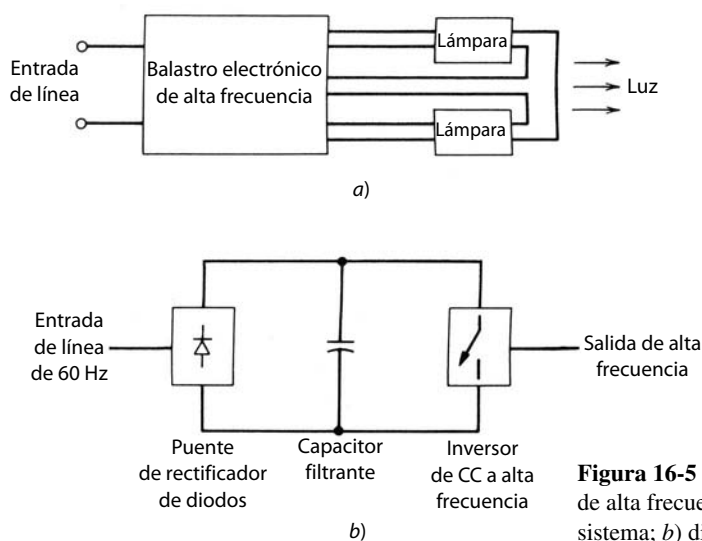 Entrada
de línea
Balastro electrónico
de alta frecuencia
Lámpara
Lámpara
Luz
a)
Entrada
de línea
de 60 Hz
Salida de alta
frecuencia
Puente
de rectificador
de diodos
Capacitor
filtrante
Inversor
de CC a alta
frecuencia
b)
Figura 16-5
de alta frecue
sistema; b) di